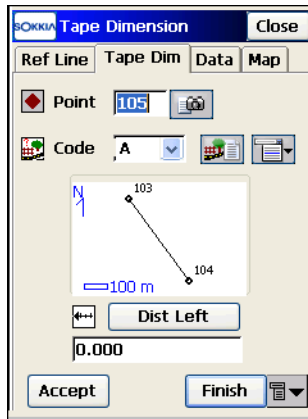 SOKKIA Tape Dimension Close
Ref Line Tape Dim Data Map
Point 105
Code A
N
103
104
100 m
Dist Left
0.000
Accept Finish